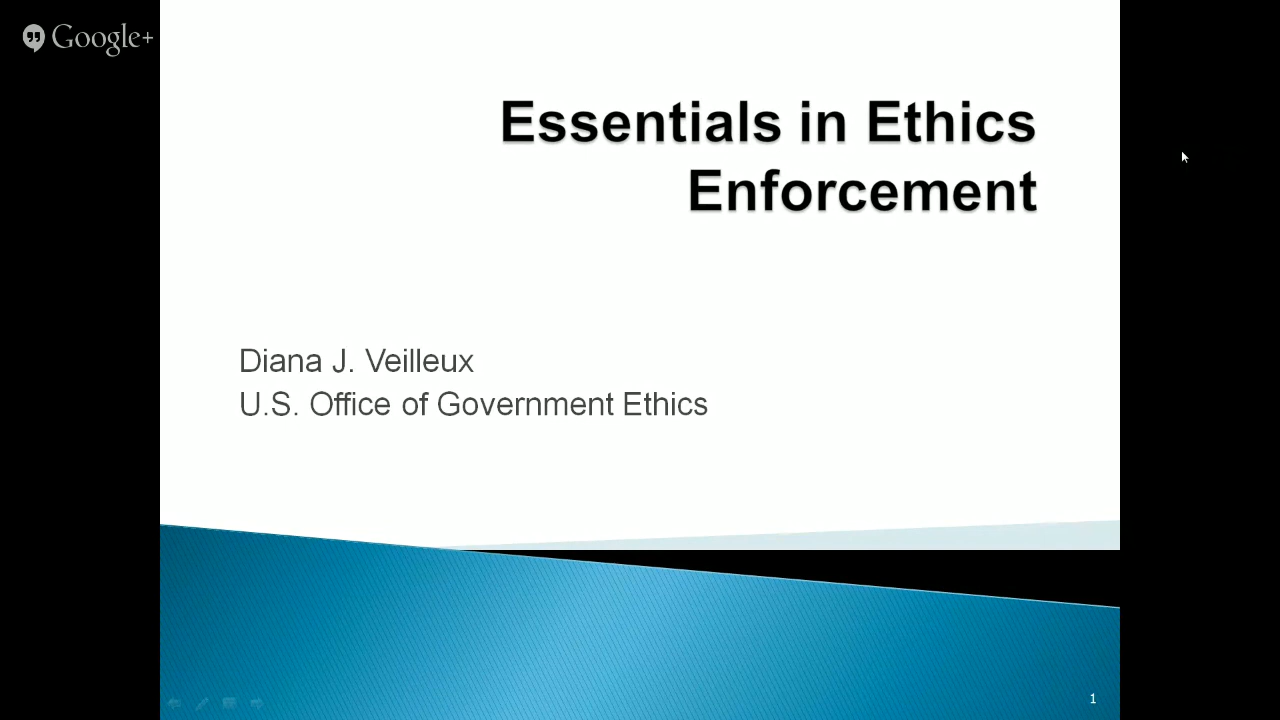 Google+
Essentials in Ethics
Enforcement
Diana J. Veilleux
U.S. Office of Government Ethics
1